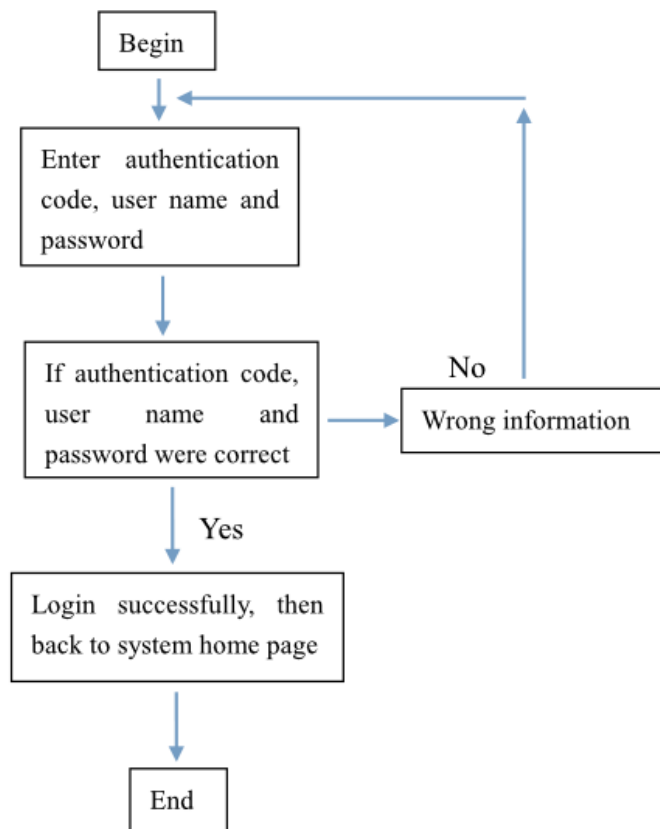 Begin
Enter authentication
code, user name and
password
If authentication code,
user name and
password were correct
No
Wrong information
Yes
Login successfully, then
back to system home page
End